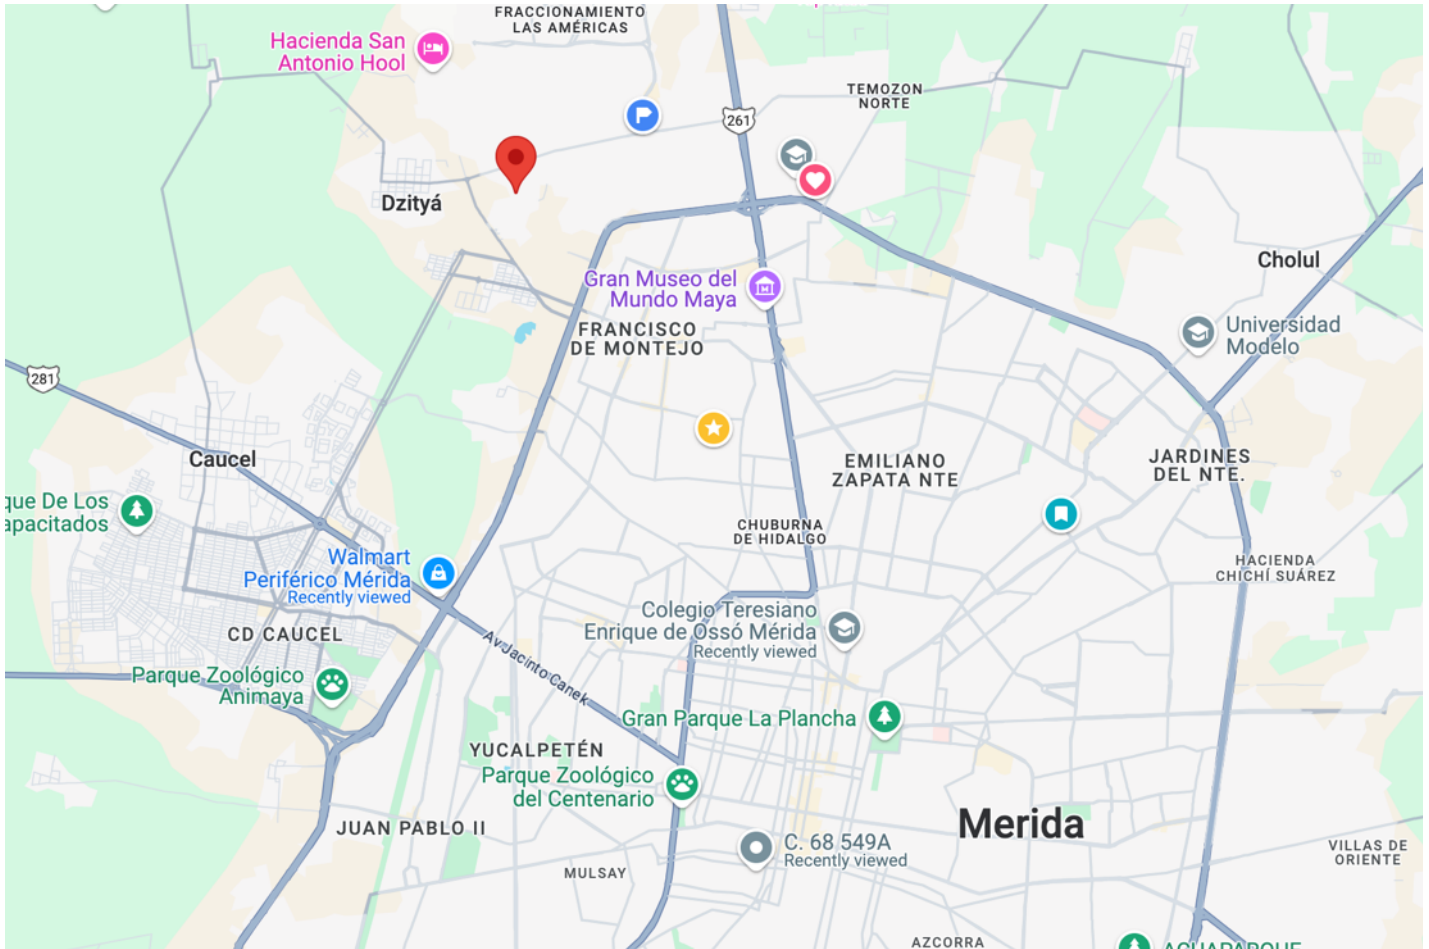 FRACCIONAMIENTO
LAS AMÉRICAS
Hacienda San
Antonio Hool
TEMOZON
NORTE
261
Dzityá
Cholul
Gran Museo del
Mundo Maya
FRANCISCO
DE MONTEJO
Universidad
Modelo
281
Caucel
EMILIANO
ZAPATA NTE
JARDINES
DEL NTE.
que De Los
apacitados
CHUBURNA
DE HIDALGO
Walmart
Periférico Mérida
Recently viewed
HACIENDA
CHICHÍ SUÁREZ
CD CAUCEL
Av. Jacinto Canek
Colegio Teresiano
Enrique de Ossó Mérida
Recently viewed
Parque Zoológico
Animaya
Gran Parque La Plancha
YUCALPETÉN
Parque Zoológico
del Centenario
JUAN PABLO II
Merida
C. 68 549A
Recently viewed
MULSAY
VILLAS DE
ORIENTE
AZCORRA
ACUAPARQUE